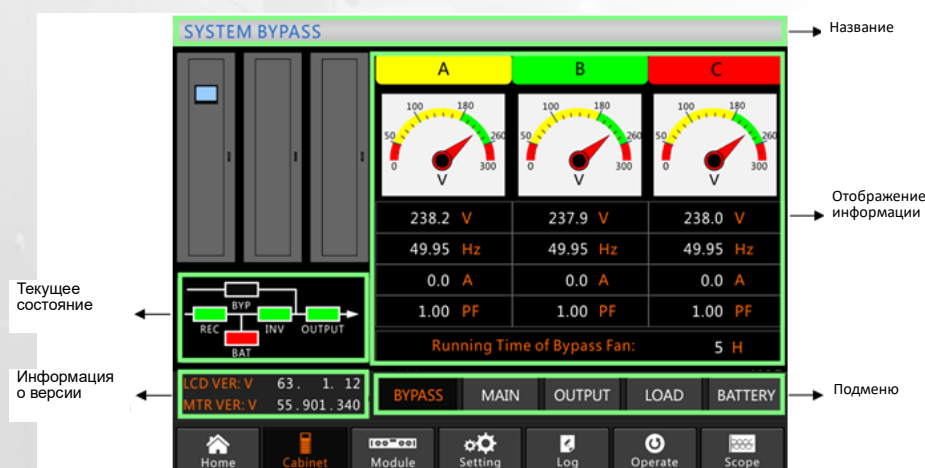 SYSTEM BYPASS
Название
A B C
100 180 100 180 100 180
50 260 50 260 50 260
0 300 0 300 0 300
V V V
238.2 V 237.9 V 238.0 V
49.95 Hz 49.95 Hz 49.95 Hz
0.0 A 0.0 A 0.0 A
1.00 PF 1.00 PF 1.00 PF
Running Time of Bypass Fan: 5 H
Отображение
информации
Текущее
состояние
BYP
REC INV OUTPUT
BAT
Информация
о версии
LCD VER: V 63. 1. 12
MTR VER: V 55.901.340
BYPASS MAIN OUTPUT LOAD BATTERY
Подменю
Home Cabinet Module Setting Log Operate Scope